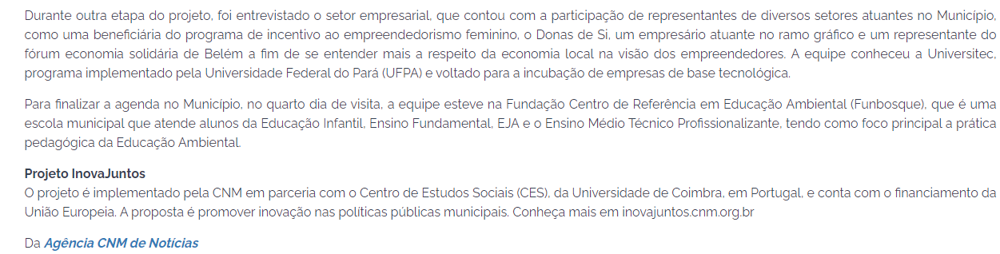 Durante outra etapa do projeto, foi entrevistado o setor empresarial, que contou com a participação de representantes de diversos setores atuantes no Município,
como uma beneficiária do programa de incentivo ao empreendedorismo feminino, o Donas de Si, um empresário atuante no ramo gráfico e um representante do
fórum economia solidária de Belém a fim de se entender mais a respeito da economia local na visão dos empreendedores. A equipe conheceu a Universitec,
programa implementado pela Universidade Federal do Pará (UFPA) e voltado para a incubação de empresas de base tecnológica.
Para finalizar a agenda no Município, no quarto dia de visita, a equipe esteve na Fundação Centro de Referência em Educação Ambiental (Funbosque), que é uma
escola municipal que atende alunos da Educação Infantil, Ensino Fundamental, EJA e o Ensino Médio Técnico Profissionalizante, tendo como foco principal a prática
pedagógica da Educação Ambiental.
Projeto InovaJuntos
O projeto é implementado pela CNM em parceria com o Centro de Estudos Sociais (CES), da Universidade de Coimbra, em Portugal, e conta com o financiamento da
União Europeia. A proposta é promover inovação nas políticas públicas municipais. Conheça mais em inovajuntos.cnm.org.br
Da Agência CNM de Notícias